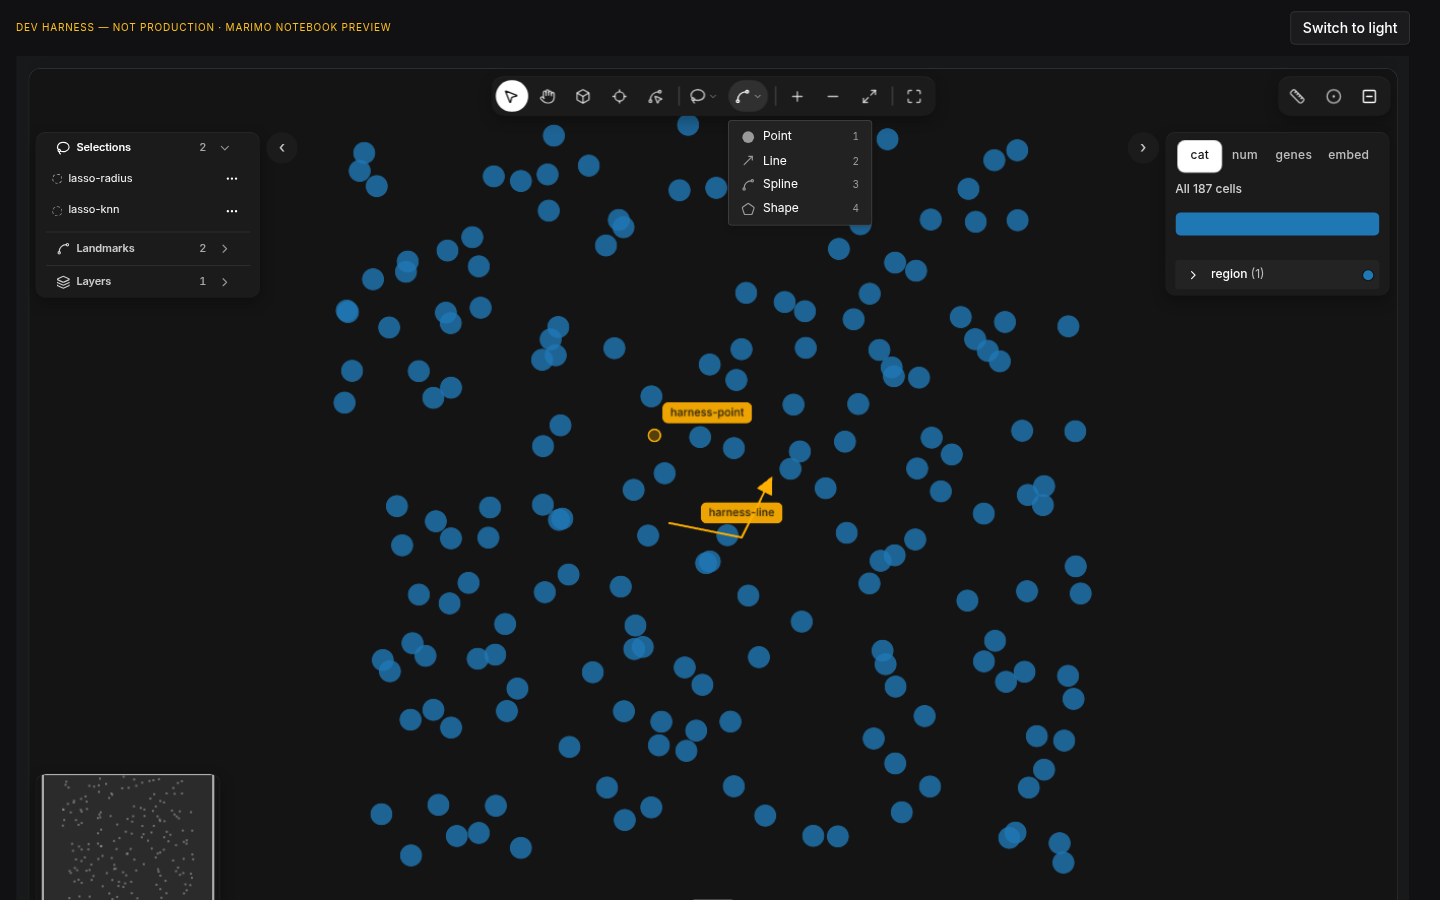 DEV HARNESS — NOT PRODUCTION · MARIMO NOTEBOOK PREVIEW
Switch to light
Selections 2
lasso-radius
lasso-knn
Landmarks 2
Layers 1
Point 1
Line 2
Spline 3
Shape 4
cat num genes embed
All 187 cells
region (1)
harness-point
harness-line